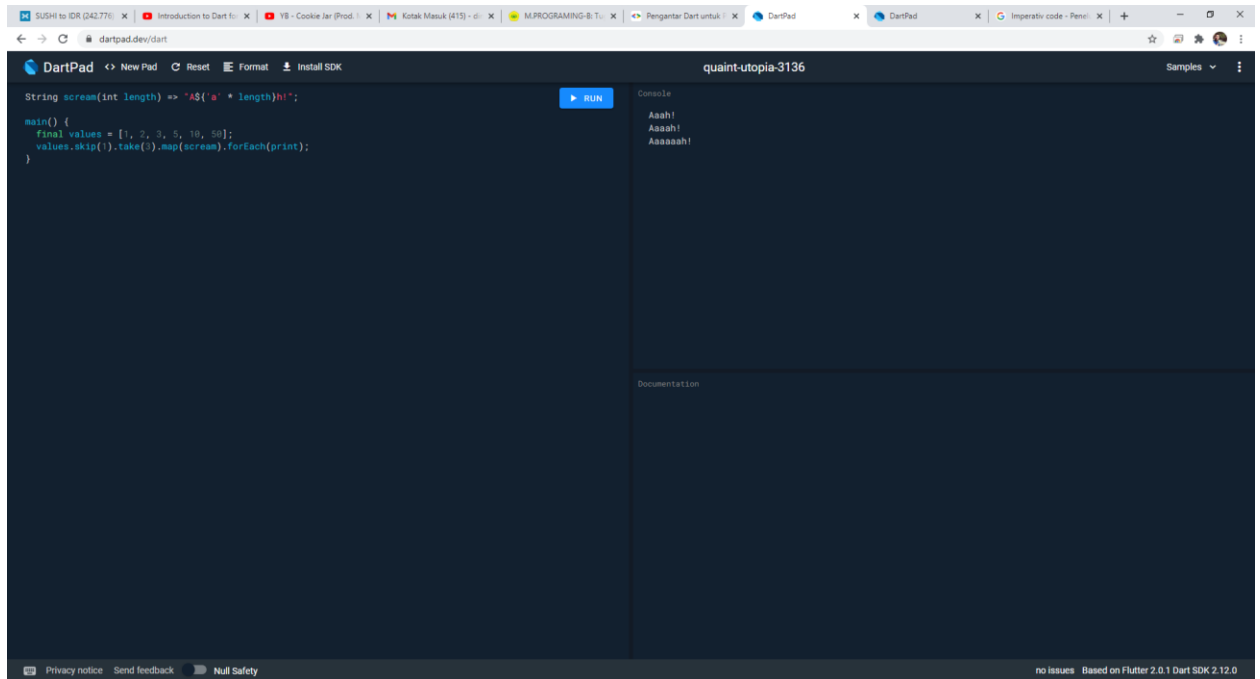 SUSHI to IDR (242.776
Introduction to Dart fo
YB - Cookie Jar (Prod.
Kotak Masuk (415) - di
M.PROGRAMING-B: Tu
Pengantar Dart untuk
DartPad
DartPad
Imperativ code - Penel
dartpad.dev/dart
DartPad <> New Pad Reset Format Install SDK
quaint-utopia-3136
Samples
String scream(int length) => "A${'a' * length}h!";
main() {
final values = [1, 2, 3, 5, 10, 50];
values.skip(1).take(3).map(scream).forEach(print);
}
RUN
Console
Aaah!
Aaaah!
Aaaaaah!
Documentation
Privacy notice Send feedback Null Safety
no issues Based on Flutter 2.0.1 Dart SDK 2.12.0